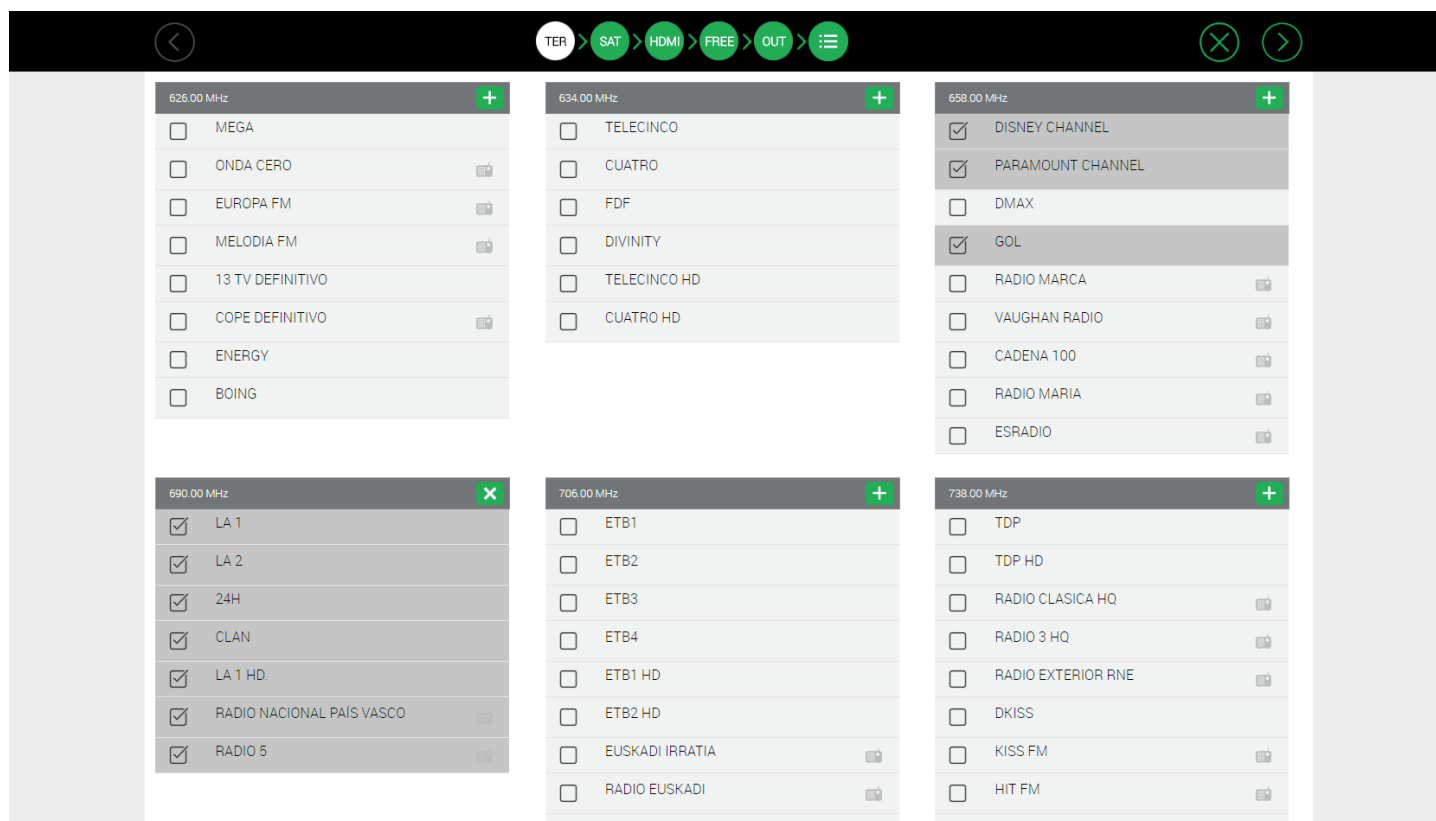 TER > SAT > HDMI > FREE > OUT >
626.00 MHz
MEGA
ONDA CERO
EUROPA FM
MELODIA FM
13 TV DEFINITIVO
COPE DEFINITIVO
ENERGY
BOING
634.00 MHz
TELECINCO
CUATRO
FDF
DIVINITY
TELECINCO HD
CUATRO HD
658.00 MHz
DISNEY CHANNEL
PARAMOUNT CHANNEL
DMAX
GOL
RADIO MARCA
VAUGHAN RADIO
CADENA 100
RADIO MARIA
ESRADIO
690.00 MHz
LA 1
LA 2
24H
CLAN
LA 1 HD.
RADIO NACIONAL PAÍS VASCO
RADIO 5
706.00 MHz
ETB1
ETB2
ETB3
ETB4
ETB1 HD
ETB2 HD
EUSKADI IRRATIA
RADIO EUSKADI
738.00 MHz
TDP
TDP HD
RADIO CLASICA HQ
RADIO 3 HQ
RADIO EXTERIOR RNE
DKISS
KISS FM
HIT FM